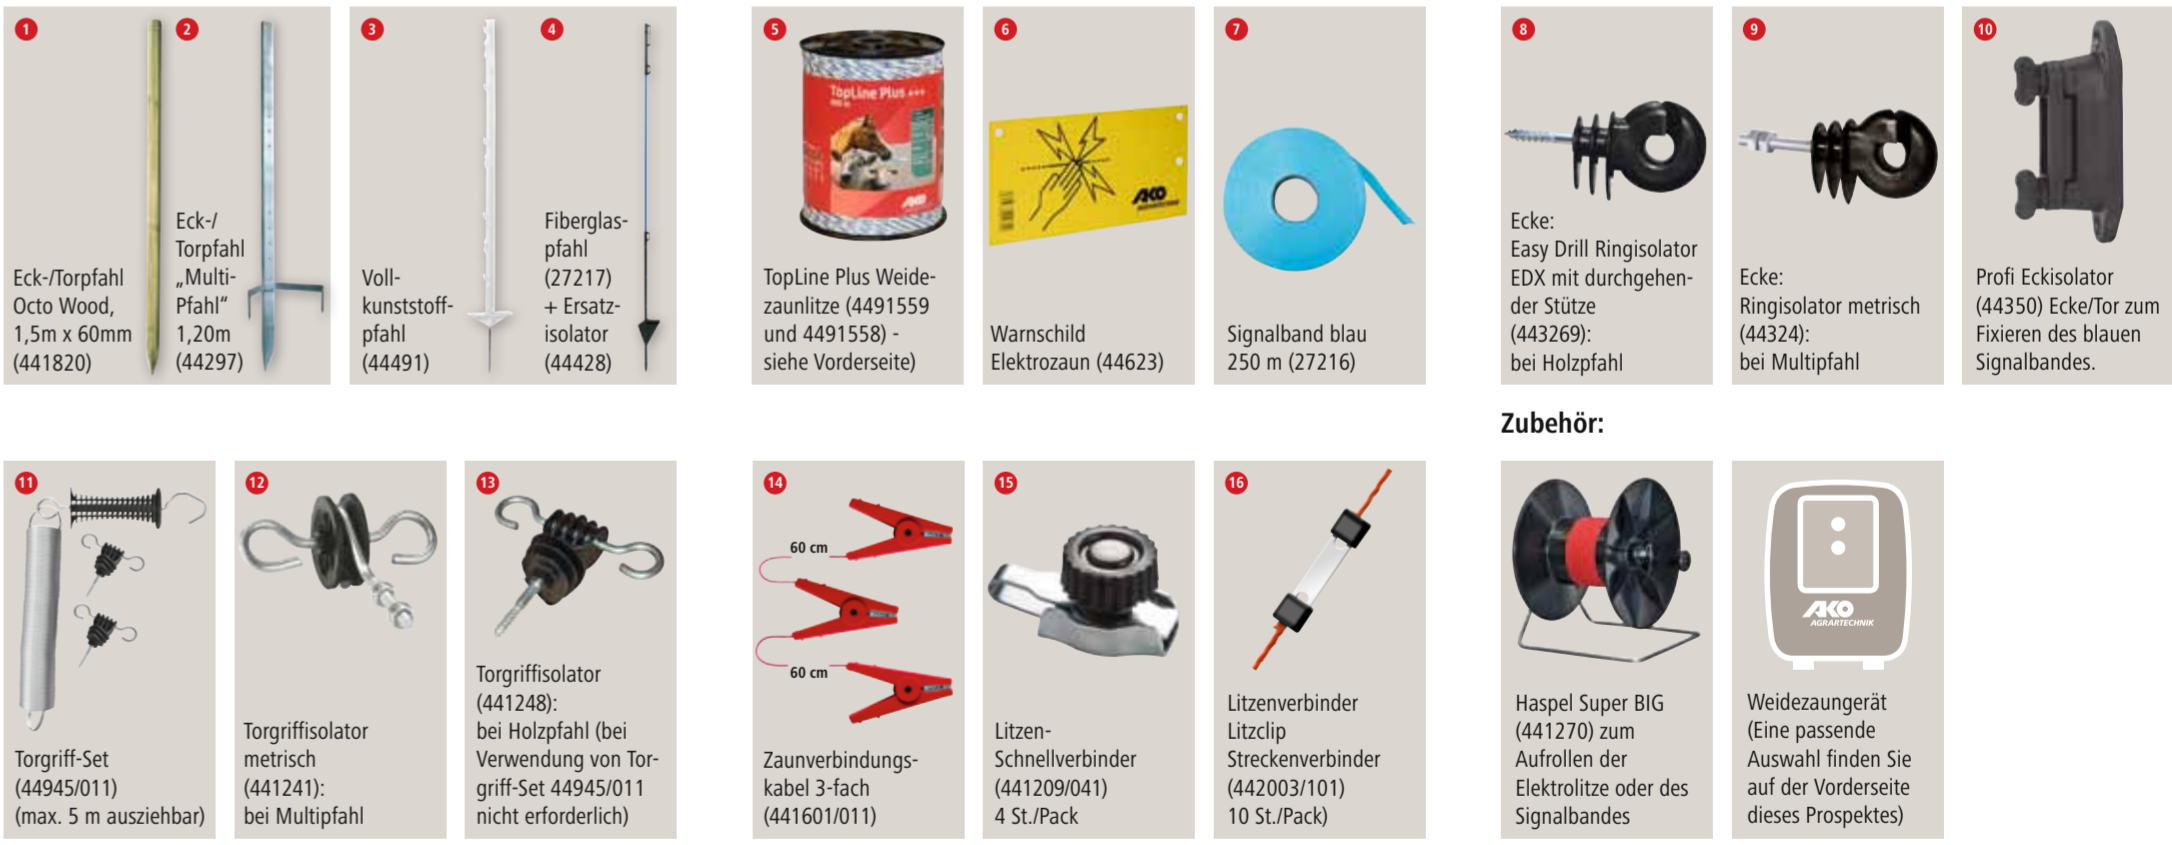 1
Eck-/Torpfahl
Octo Wood,
1,5m x 60mm
(441820)
2
Eck-/
Torpfahl
„Multi-
Pfahl“
1,20m
(44297)
3
Voll-
kunststoff-
pfahl
(44491)
4
Fiberglas-
pfahl
(27217)
+ Ersatz-
isolator
(44428)
5
TopLine Plus +++
AKO
TopLine Plus Weide-
zaunlitze (4491559
und 4491558) -
siehe Vorderseite)
6
AKO
AGRARTECHNIK
Warnschild
Elektrozaun (44623)
7
Signalband blau
250 m (27216)
8
Ecke:
Easy Drill Ringisolator
EDX mit durchgehen-
der Stütze
(443269):
bei Holzpfahl
9
Ecke:
Ringisolator metrisch
(44324):
bei Multipfahl
10
Profi Eckisolator
(44350) Ecke/Tor zum
Fixieren des blauen
Signalbandes.
11
Torgriff-Set
(44945/011)
(max. 5 m ausziehbar)
12
Torgriffisolator
metrisch
(441241):
bei Multipfahl
13
Torgriffisolator
(441248):
bei Holzpfahl (bei
Verwendung von Tor-
griff-Set 44945/011
nicht erforderlich)
14
60 cm
60 cm
Zaunverbindungs-
kabel 3-fach
(441601/011)
15
Litzen-
Schnellverbinder
(441209/041)
4 St./Pack
16
Litzenverbinder
Litzclip
Streckenverbinder
(442003/101)
10 St./Pack)
Zubehör:
Haspel Super BIG
(441270) zum
Aufrollen der
Elektrolitze oder des
Signalbandes
AKO
AGRARTECHNIK
Weidezaungerät
(Eine passende
Auswahl finden Sie
auf der Vorderseite
dieses Prospektes)